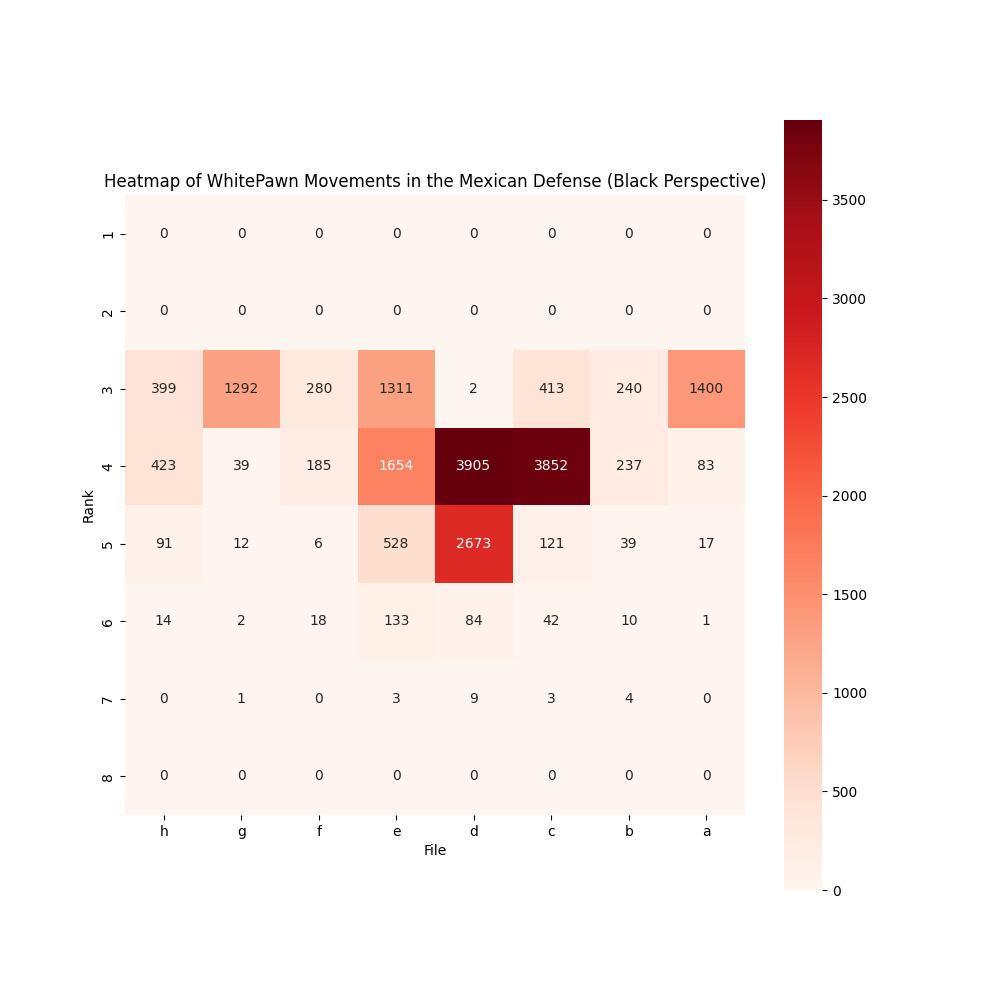 Heatmap of WhitePawn Movements in the Mexican Defense (Black Perspective)
1 0 0 0 0 0 0 0 0
2 0 0 0 0 0 0 0 0
3 399 1292 280 1311 2 413 240 1400
4 423 39 185 1654 3905 3852 237 83
5 91 12 6 528 2673 121 39 17
6 14 2 18 133 84 42 10 1
7 0 1 0 3 9 3 4 0
8 0 0 0 0 0 0 0 0
h g f e d c b a
File
Rank
3500
3000
2500
2000
1500
1000
500
0